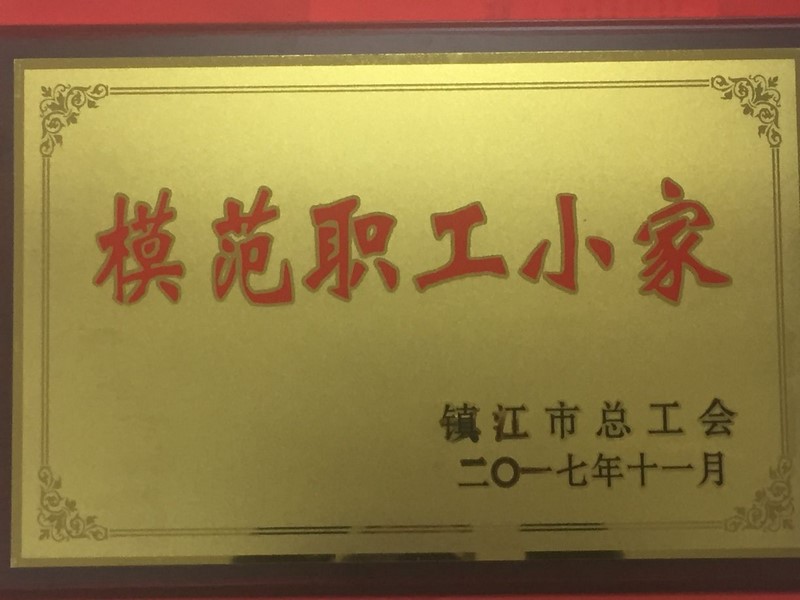 模范职工小家
镇江市总工会
二〇一七年十一月